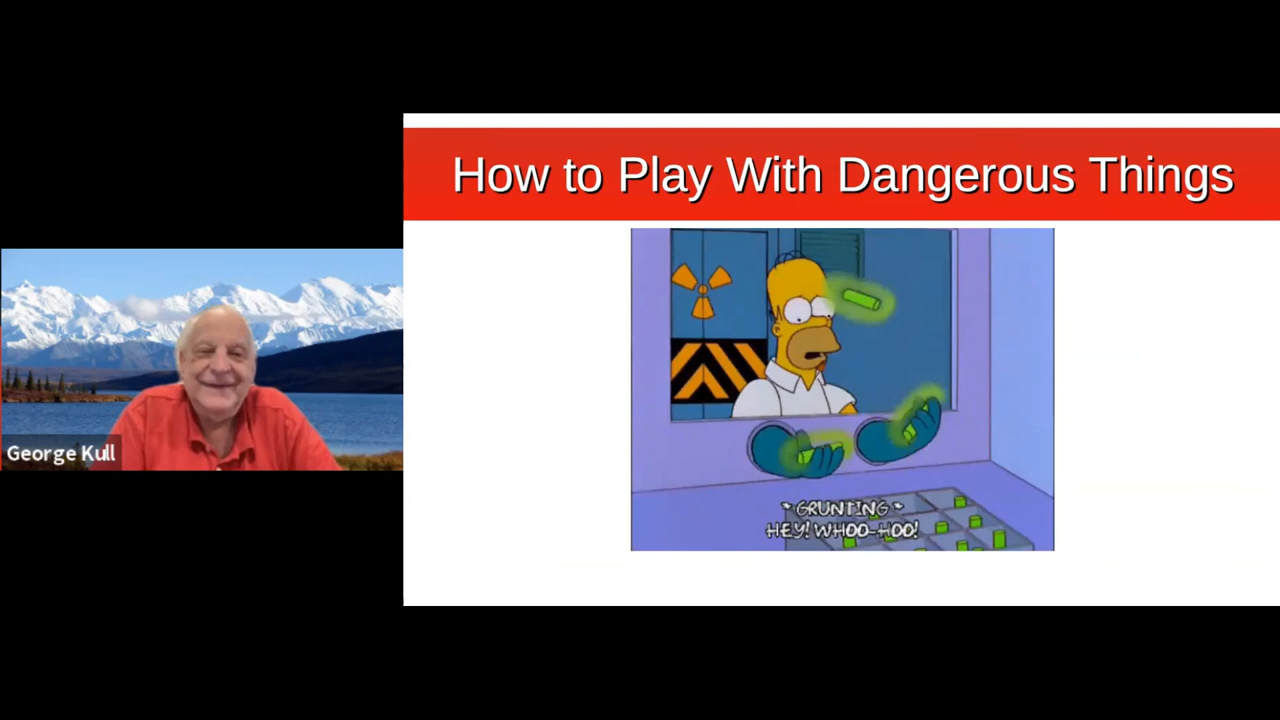 How to Play With Dangerous Things
George Kull
* GRUNTING *
HEY! WHOO-HOO!